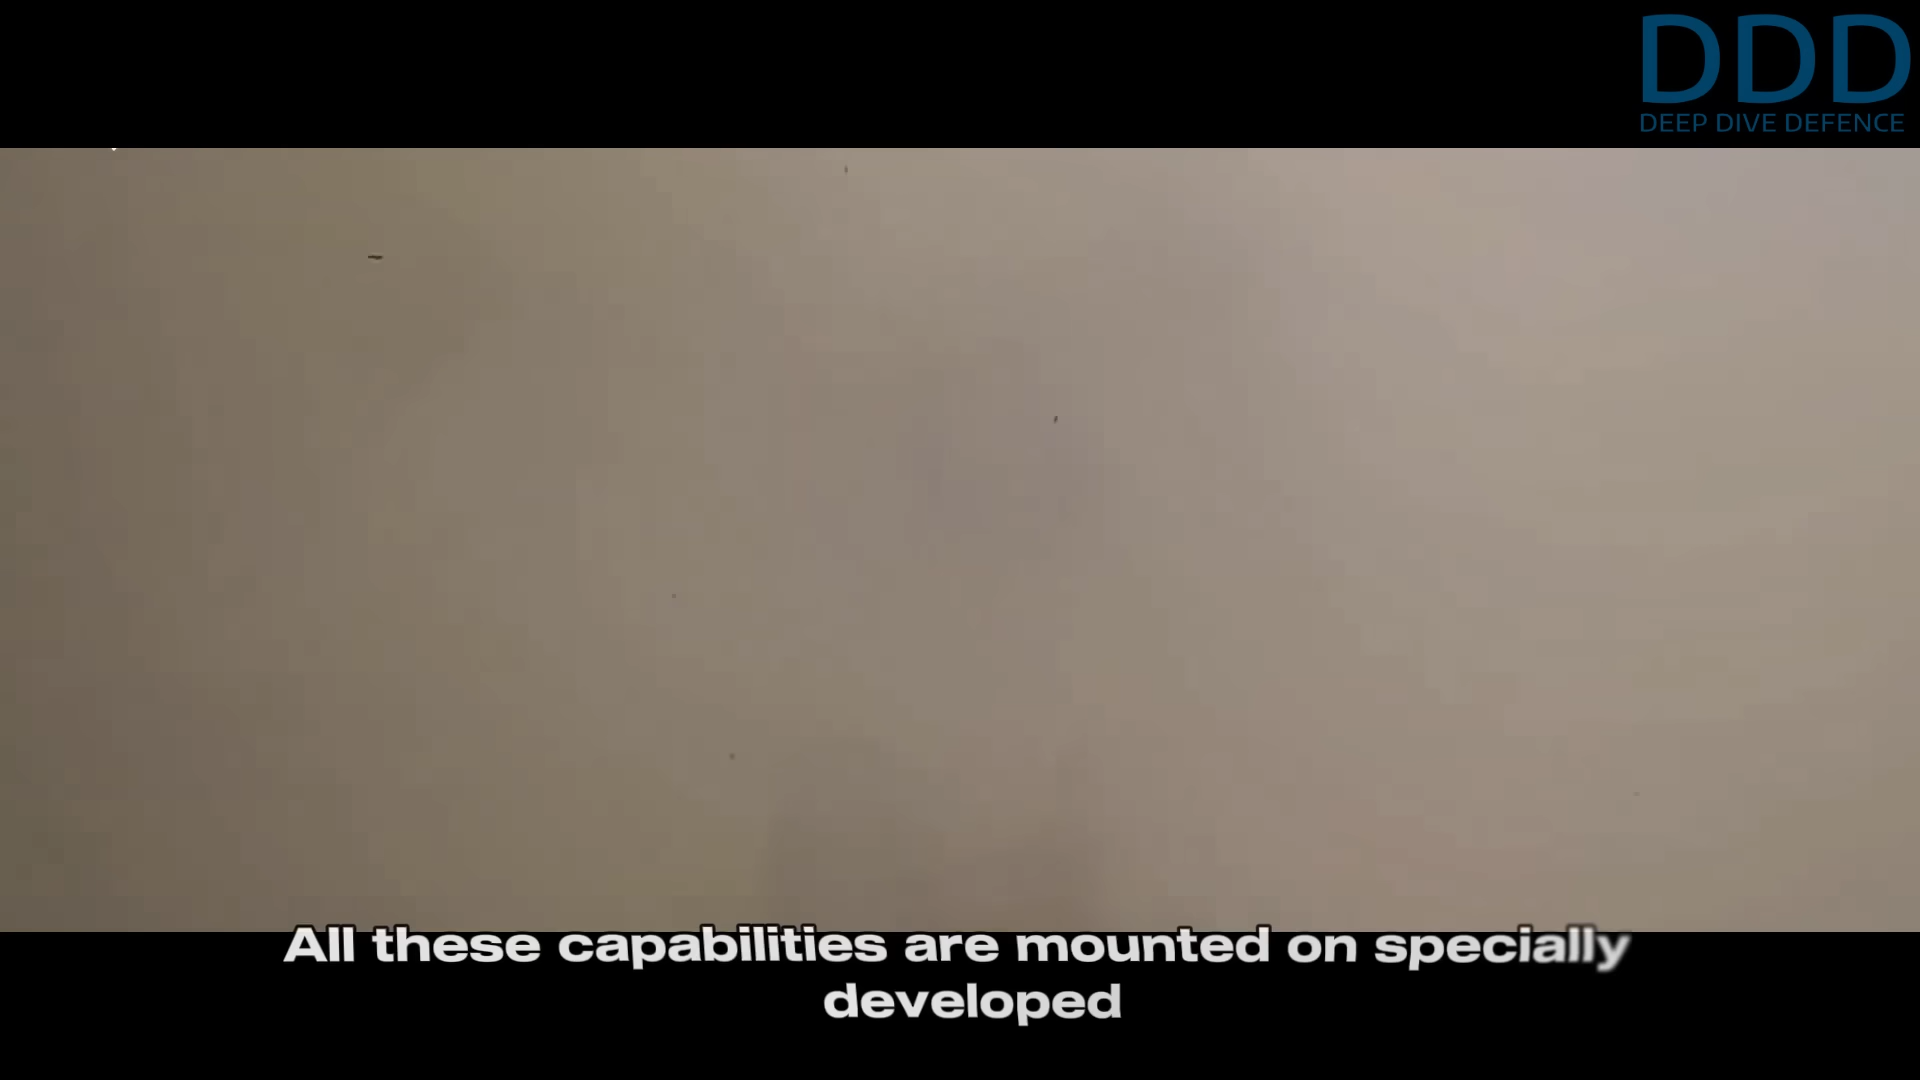 DDD
DEEP DIVE DEFENCE
All these capabilities are mounted on specially
developed